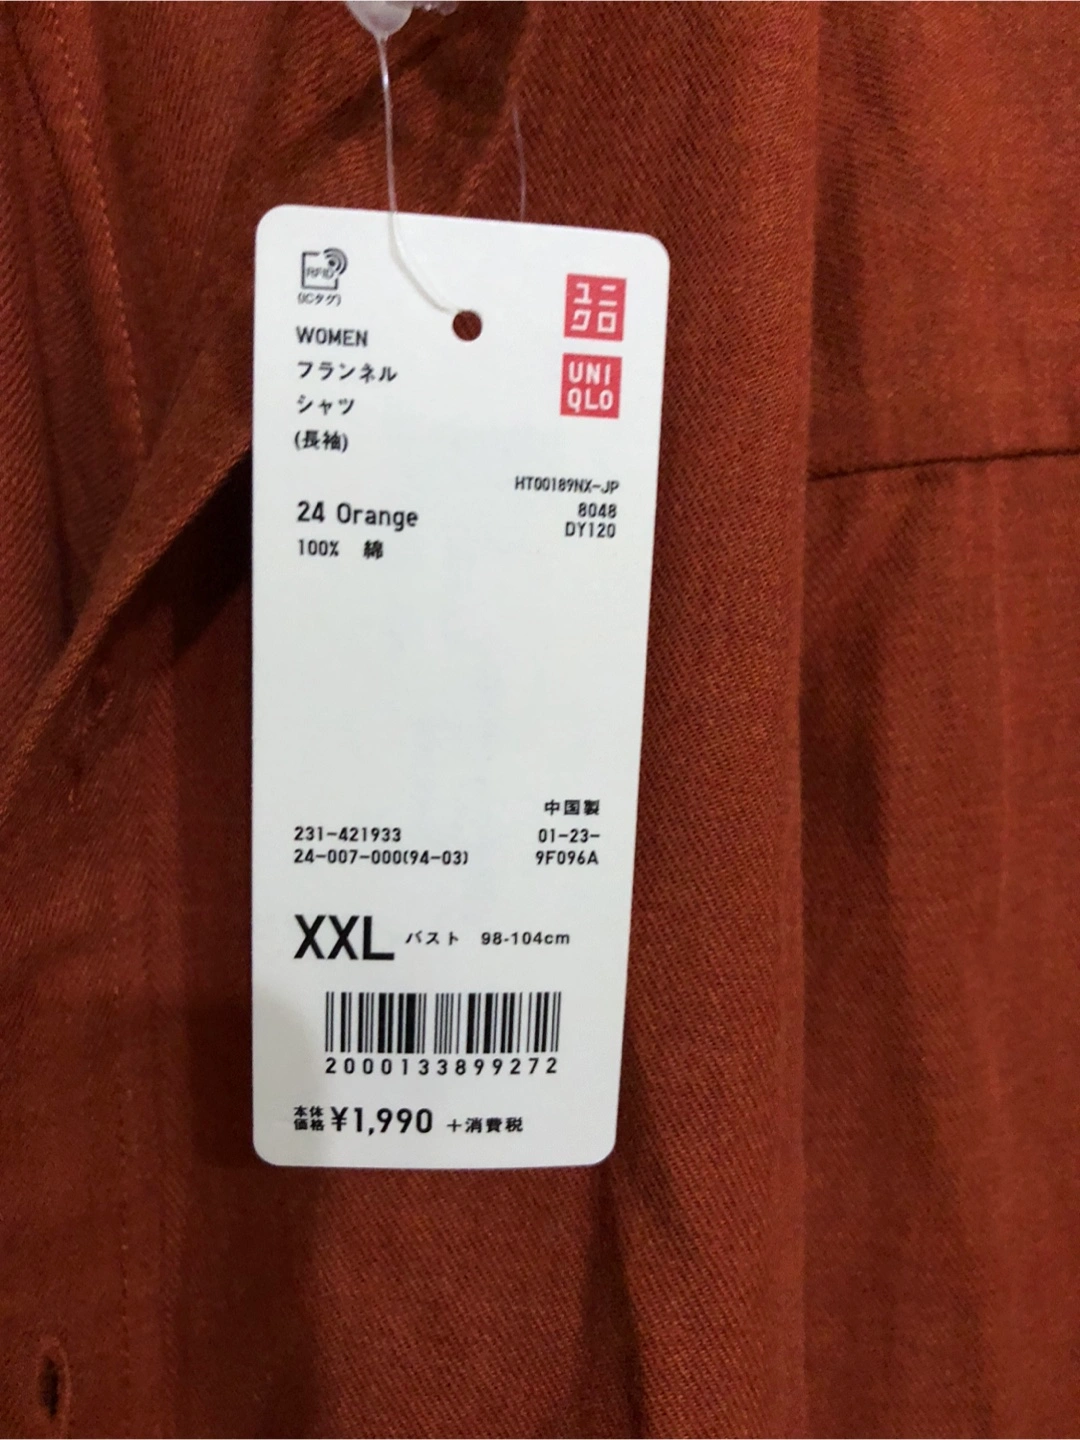 RFID
(ICタグ)
ユニ
クロ
UNI
QLO
WOMEN
フランネル
シャツ
(長袖)
HT00189NX-JP
8048
DY120
24 Orange
100% 綿
中国製
231-421933
01-23-
24-007-000(94-03)
9F096A
XXL バスト 98-104cm
2000133899272
本体価格 ¥1,990 +消費税